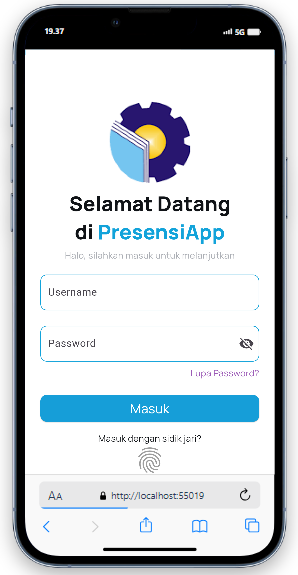 19.37
5G
Selamat Datang
di PresensiApp
Halo, silahkan masuk untuk melanjutkan
Username
Password
Lupa Password?
Masuk
Masuk dengan sidik jari?
AA
http://localhost:55019